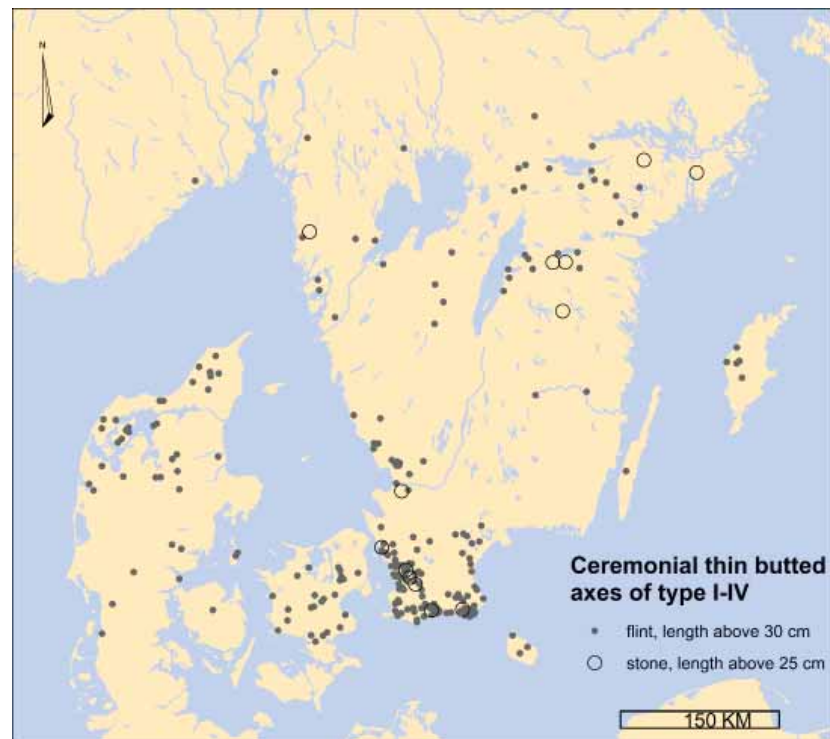 N
Ceremonial thin butted
axes of type I-IV
flint, length above 30 cm
stone, length above 25 cm
150 KM